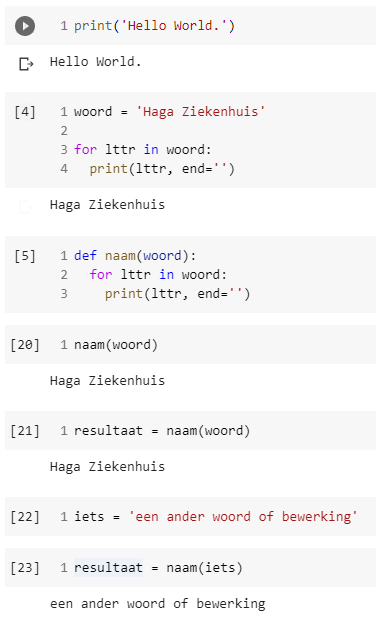 1 print('Hello World.')
Hello World.
[4] 1 woord = 'Haga Ziekenhuis'
2
3 for lttr in woord:
4   print(lttr, end='')
Haga Ziekenhuis
[5] 1 def naam(woord):
2   for lttr in woord:
3     print(lttr, end='')
[20] 1 naam(woord)
Haga Ziekenhuis
[21] 1 resultaat = naam(woord)
Haga Ziekenhuis
[22] 1 iets = 'een ander woord of bewerking'
[23] 1 resultaat = naam(iets)
een ander woord of bewerking